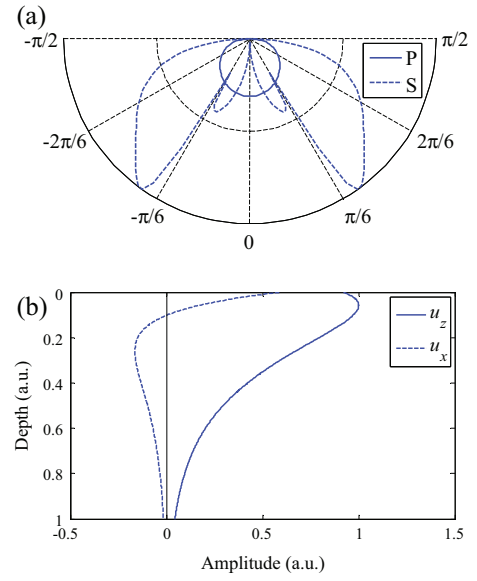 (a)
-π/2
π/2
P
S
-2π/6
2π/6
-π/6
π/6
0
(b)
0
0.2
0.4
0.6
0.8
1
Depth (a.u.)
u_z
u_x
-0.5
0
0.5
1
1.5
Amplitude (a.u.)